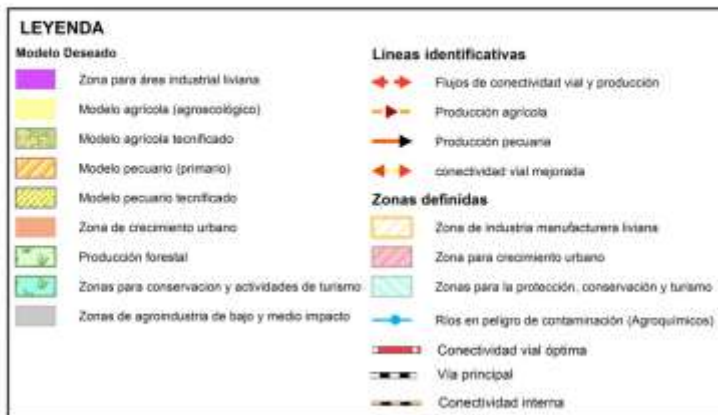 LEYENDA
Modelo Deseado
Zona para área industrial liviana
Modelo agrícola (agroecológico)
Modelo agrícola tecnificado
Modelo pecuario (primario)
Modelo pecuario tecnificado
Zona de crecimiento urbano
Producción forestal
Zonas para conservacion y actividades de turismo
Zonas de agroindustria de bajo y medio impacto
Líneas identificativas
Flujos de conectividad vial y producción
Producción agrícola
Producción pecuaria
conectividad vial mejorada
Zonas definidas
Zona de industria manufacturera liviana
Zona para crecimiento urbano
Zonas para la protección, conservación y turismo
Ríos en peligro de contaminación (Agroquímicos)
Conectividad vial óptima
Vía principal
Conectividad interna